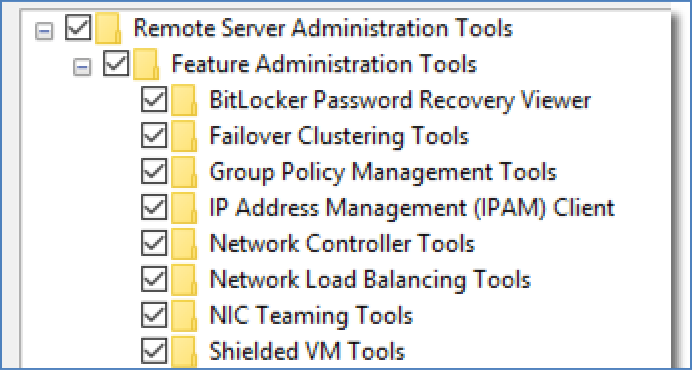 Remote Server Administration Tools
Feature Administration Tools
BitLocker Password Recovery Viewer
Failover Clustering Tools
Group Policy Management Tools
IP Address Management (IPAM) Client
Network Controller Tools
Network Load Balancing Tools
NIC Teaming Tools
Shielded VM Tools